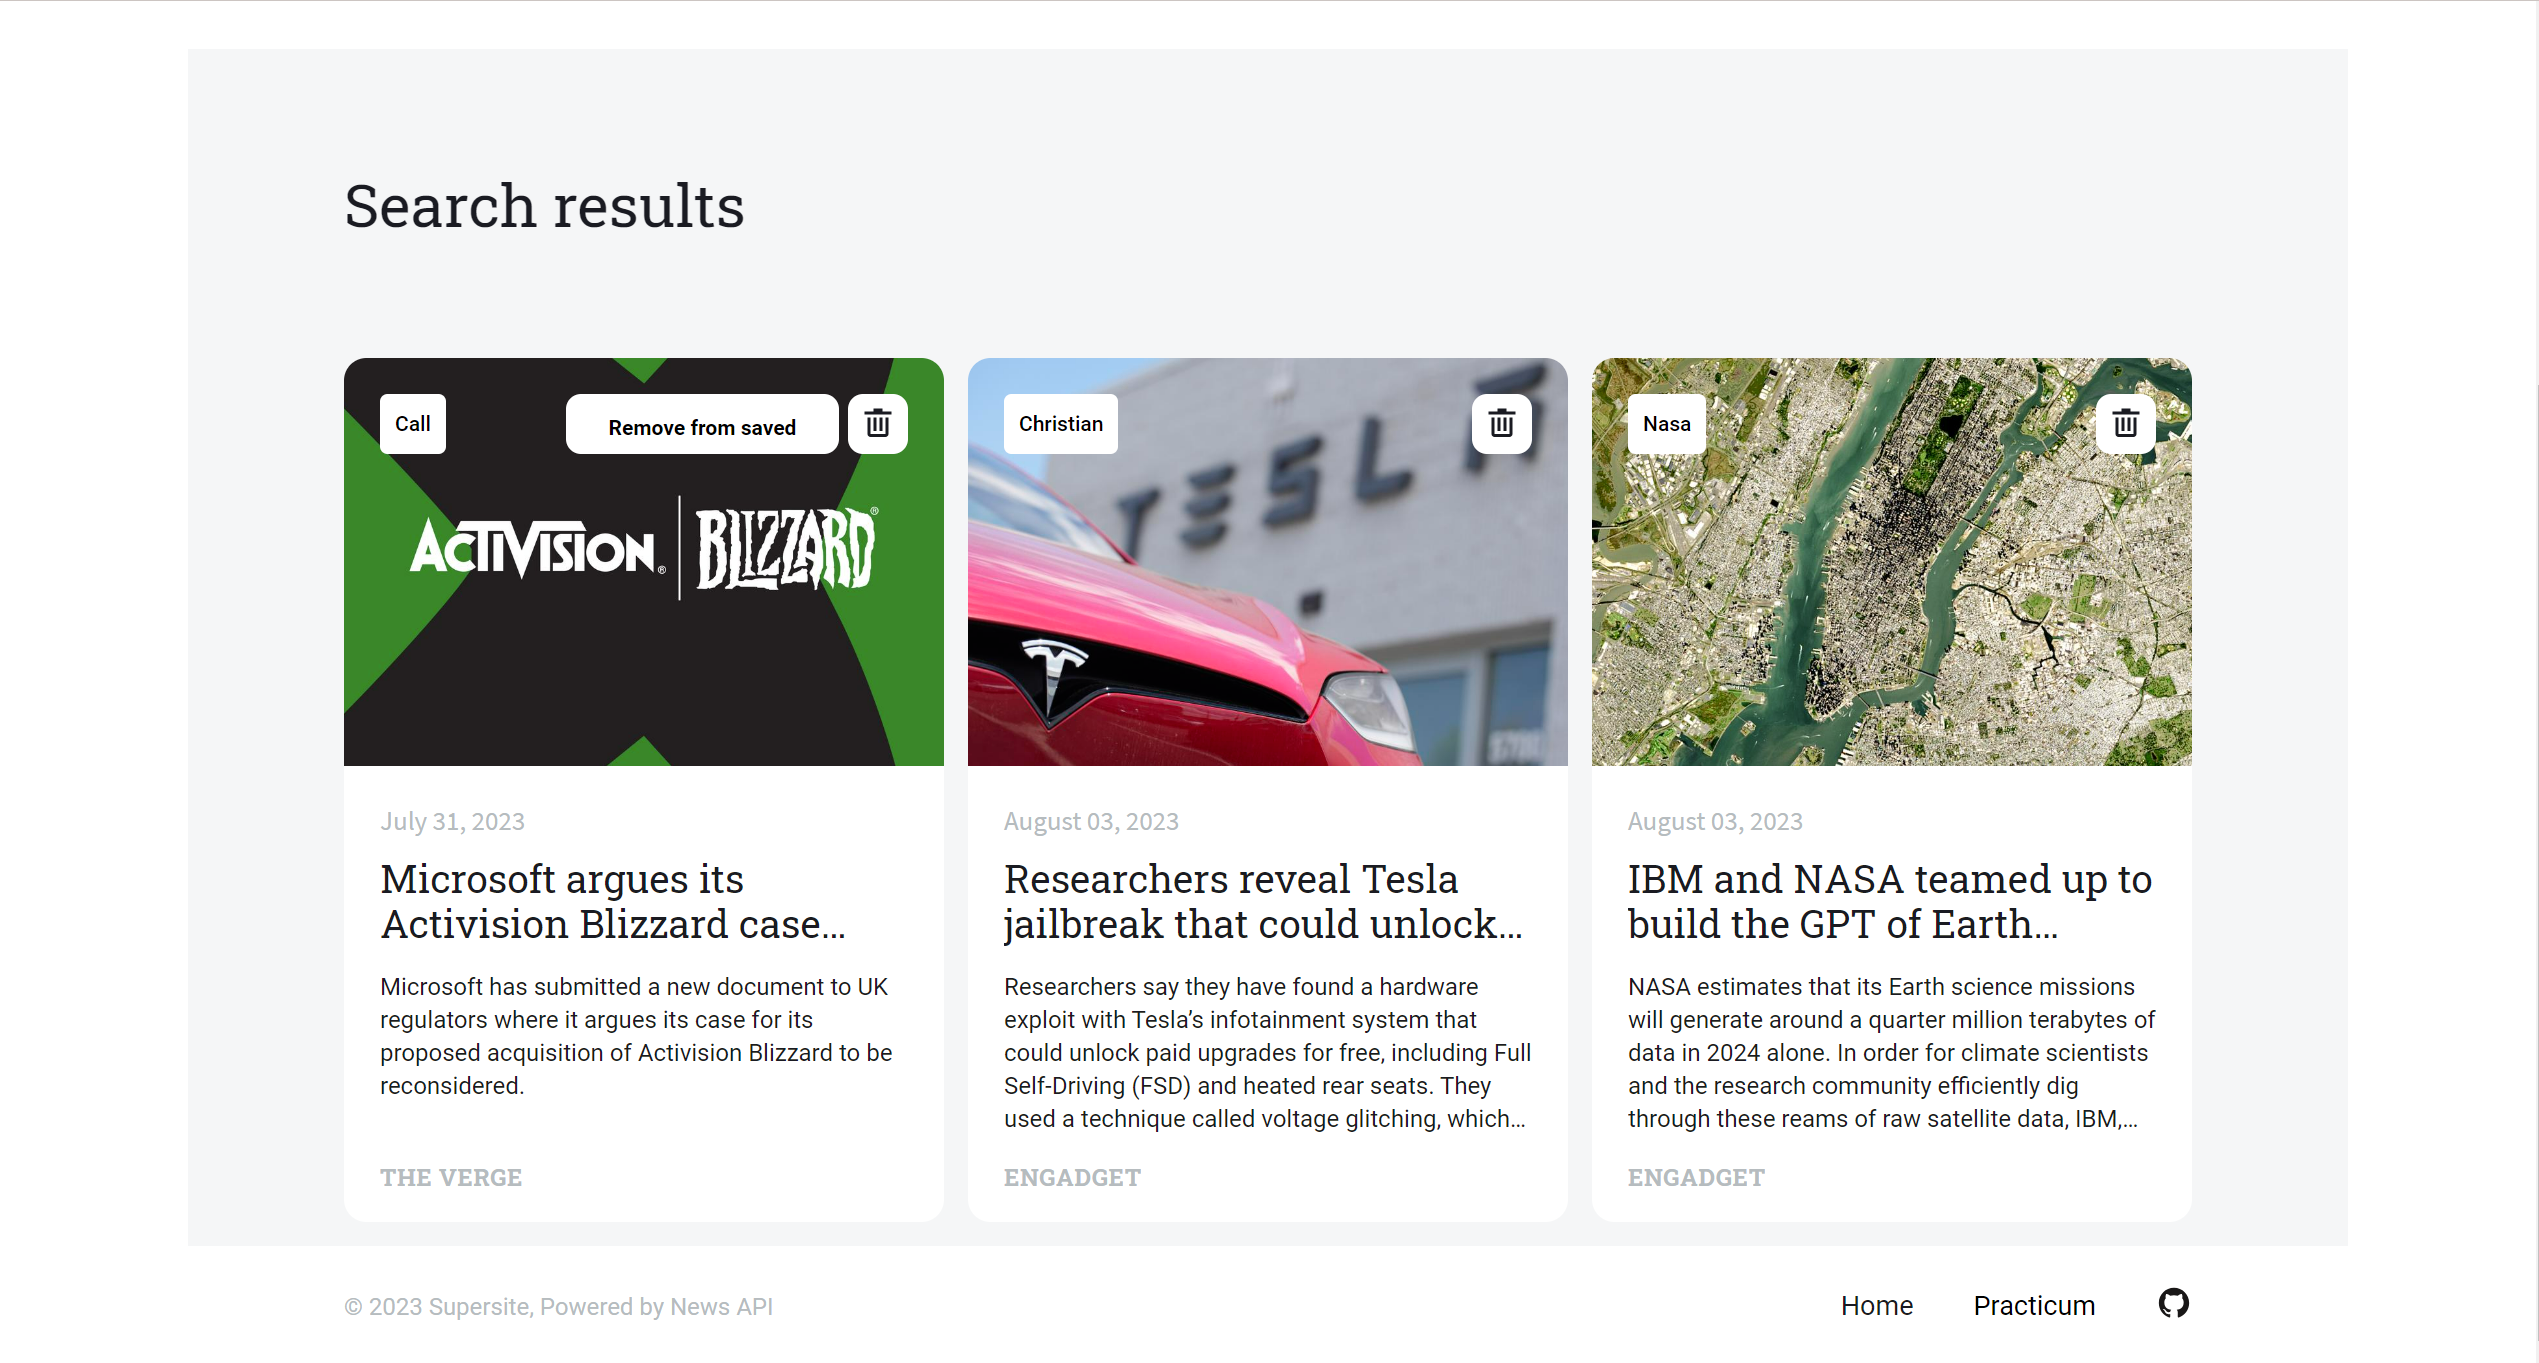 Search results
Call
Remove from saved
ACTIVISION® BLIZZARD®
July 31, 2023
Microsoft argues its
Activision Blizzard case...
Microsoft has submitted a new document to UK
regulators where it argues its case for its
proposed acquisition of Activision Blizzard to be
reconsidered.
THE VERGE
Christian
TESLA
August 03, 2023
Researchers reveal Tesla
jailbreak that could unlock...
Researchers say they have found a hardware
exploit with Tesla’s infotainment system that
could unlock paid upgrades for free, including Full
Self-Driving (FSD) and heated rear seats. They
used a technique called voltage glitching, which...
ENGADGET
Nasa
August 03, 2023
IBM and NASA teamed up to
build the GPT of Earth...
NASA estimates that its Earth science missions
will generate around a quarter million terabytes of
data in 2024 alone. In order for climate scientists
and the research community efficiently dig
through these reams of raw satellite data, IBM,...
ENGADGET
© 2023 Supersite, Powered by News API
Home
Practicum